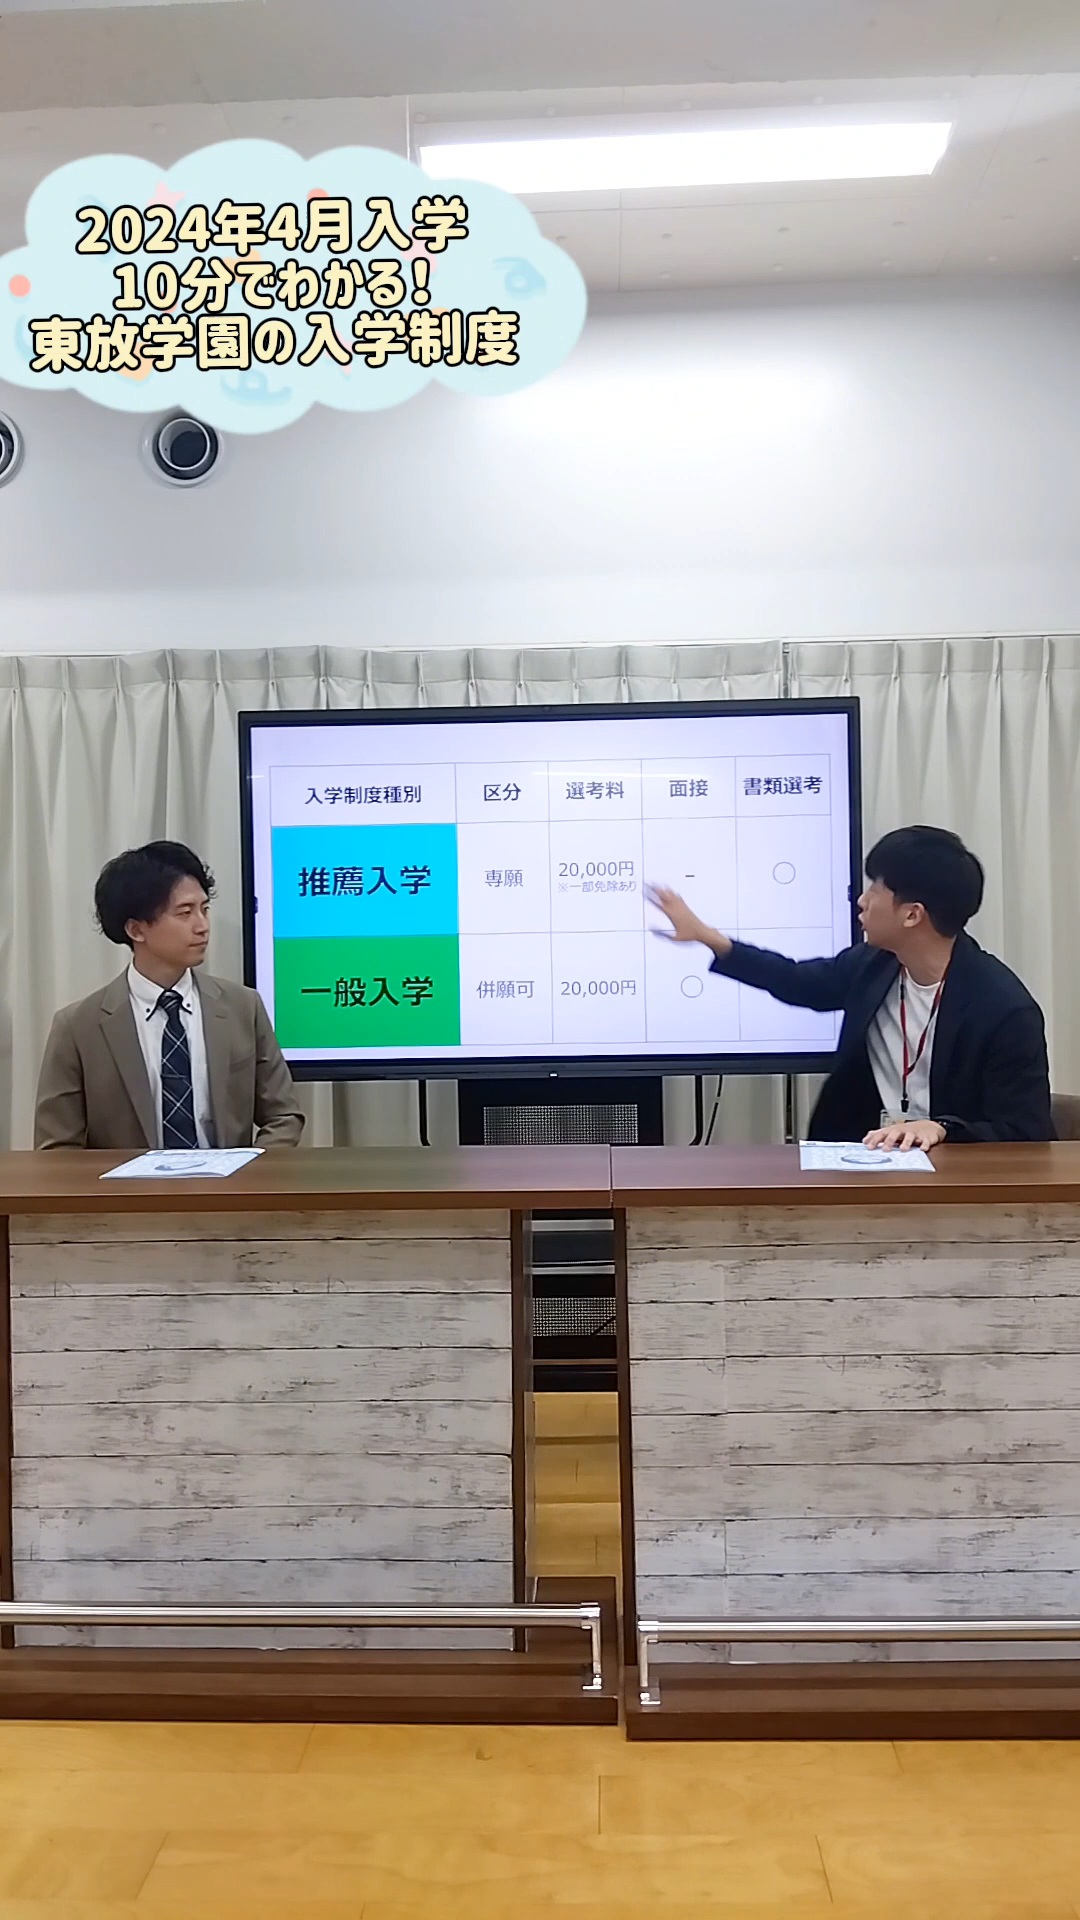 2024年4月入学
10分でわかる!
東放学園の入学制度
入学制度種別 区分 選考料 面接 書類選考
推薦入学 専願 20,000円 – ○
※一部免除あり
一般入学 併願可 20,000円 ○